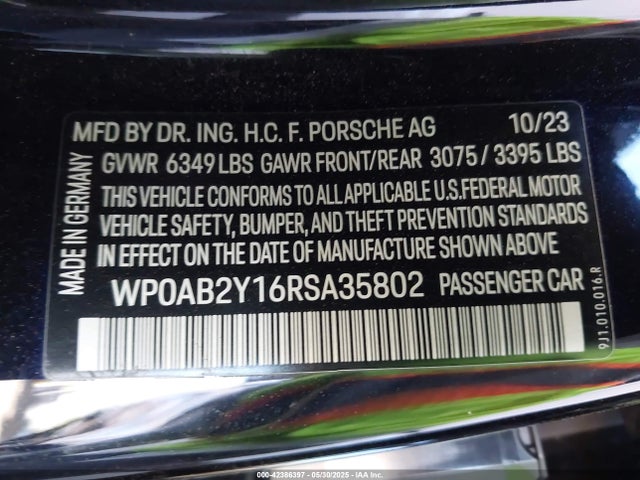 MFD BY DR. ING. H.C. F. PORSCHE AG 10/23
GVWR 6349 LBS GAWR FRONT/REAR 3075 / 3395 LBS
THIS VEHICLE CONFORMS TO ALL APPLICABLE U.S. FEDERAL MOTOR
VEHICLE SAFETY, BUMPER, AND THEFT PREVENTION STANDARDS
IN EFFECT ON THE DATE OF MANUFACTURE SHOWN ABOVE
WP0AB2Y16RSA35802 PASSENGER CAR
MADE IN GERMANY
9J1.010.016.R
000-42386397 - 05/30/2025 - IAA, Inc.